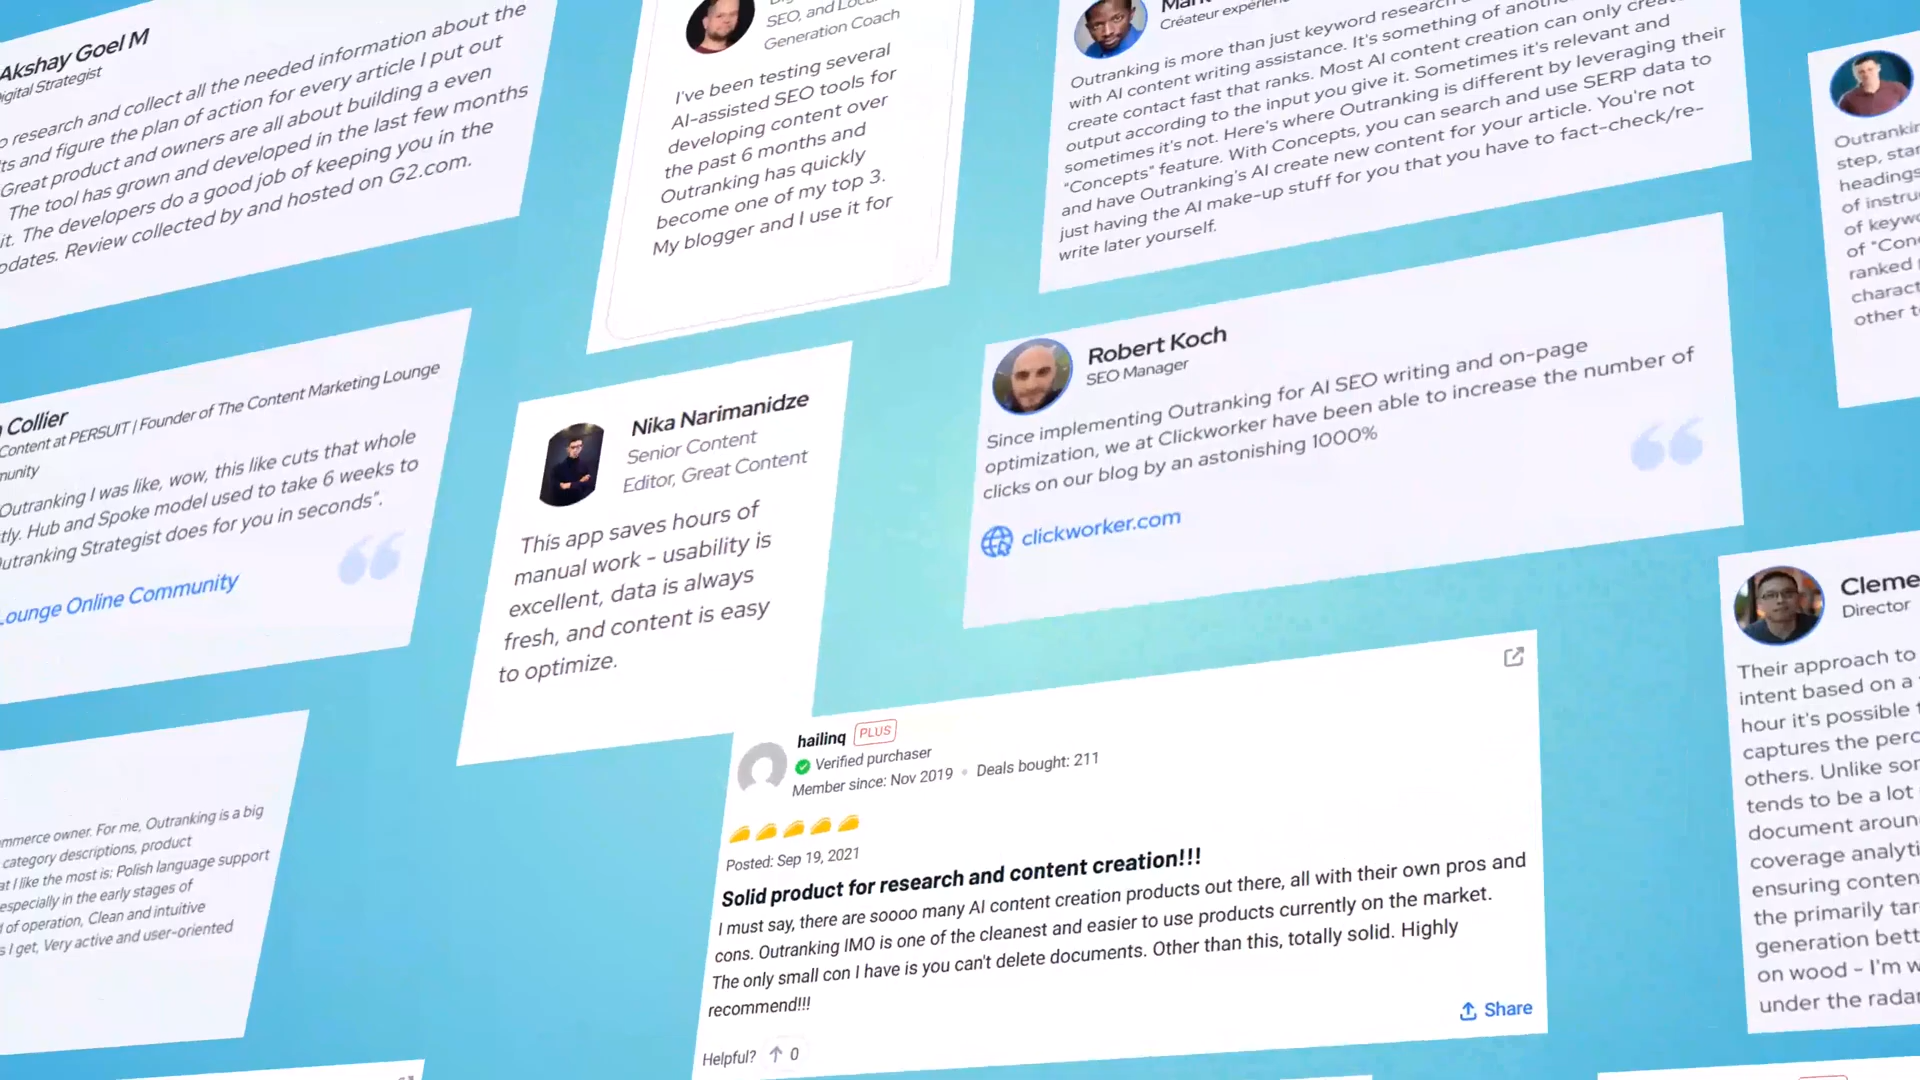 Akshay Goel M
igital Strategist
research and collect all the needed information about the
ts and figure the plan of action for every article I put out
Great product and owners are all about building a even
The tool has grown and developed in the last few months
it. The developers do a good job of keeping you in the
pdates. Review collected by and hosted on G2.com.
SEO, and Loca
Generation Coach
I've been testing several
AI-assisted SEO tools for
developing content over
the past 6 months and
Outranking has quickly
become one of my top 3.
My blogger and I use it for
Créateur expérien
Outranking is more than just keyword research
with AI content writing assistance. It's something of anoth
create contact fast that ranks. Most AI content creation can only crea
output according to the input you give it. Sometimes it's relevant and
sometimes it's not. Here's where Outranking is different by leveraging their
"Concepts" feature. With Concepts, you can search and use SERP data to
and have Outranking's AI create new content for your article. You're not
just having the AI make-up stuff for you that you have to fact-check/re-
write later yourself.
Outrankin
step, star
headings
of instru
of keywo
of "Con
ranked
charact
other t
Collier
Content at PERSUIT | Founder of The Content Marketing Lounge
munity
Outranking I was like, wow, this like cuts that whole
tly. Hub and Spoke model used to take 6 weeks to
utranking Strategist does for you in seconds".
Lounge Online Community
Nika Narimanidze
Senior Content
Editor, Great Content
This app saves hours of
manual work - usability is
excellent, data is always
fresh, and content is easy
to optimize.
Robert Koch
SEO Manager
Since implementing Outranking for AI SEO writing and on-page
optimization, we at Clickworker have been able to increase the number of
clicks on our blog by an astonishing 1000%
clickworker.com
Cleme
Director
Their approach to
intent based on a
hour it's possible
captures the perc
others. Unlike so
tends to be a lot
document aroun
coverage analyti
ensuring conten
the primarily tar
generation bett
on wood - I'm w
under the radar
mmerce owner. For me, Outranking is a big
category descriptions, product
at I like the most is: Polish language support
especially in the early stages of
d of operation, Clean and intuitive
s I get, Very active and user-oriented
hailinq PLUS
Verified purchaser
Member since: Nov 2019 • Deals bought: 211
Posted: Sep 19, 2021
Solid product for research and content creation!!!
I must say, there are soooo many AI content creation products out there, all with their own pros and
cons. Outranking IMO is one of the cleanest and easier to use products currently on the market.
The only small con I have is you can't delete documents. Other than this, totally solid. Highly
recommend!!!
Share
Helpful? 0